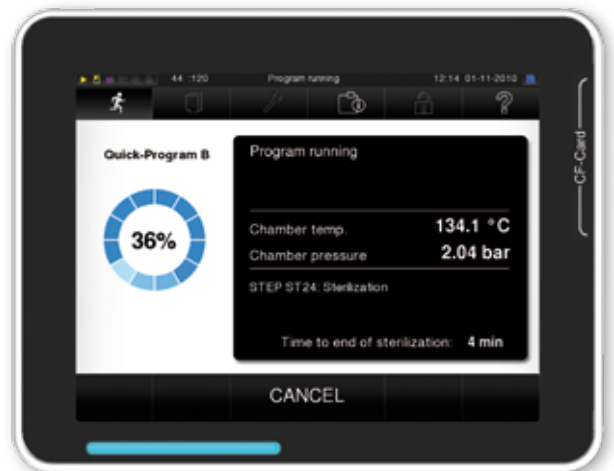 44 :120 Program running 12:14 01-11-2010
?
Quick-Program B
36%
Program running
Chamber temp. 134.1 °C
Chamber pressure 2.04 bar
STEP ST24: Sterilization
Time to end of sterilization: 4 min
CANCEL
CF-Card